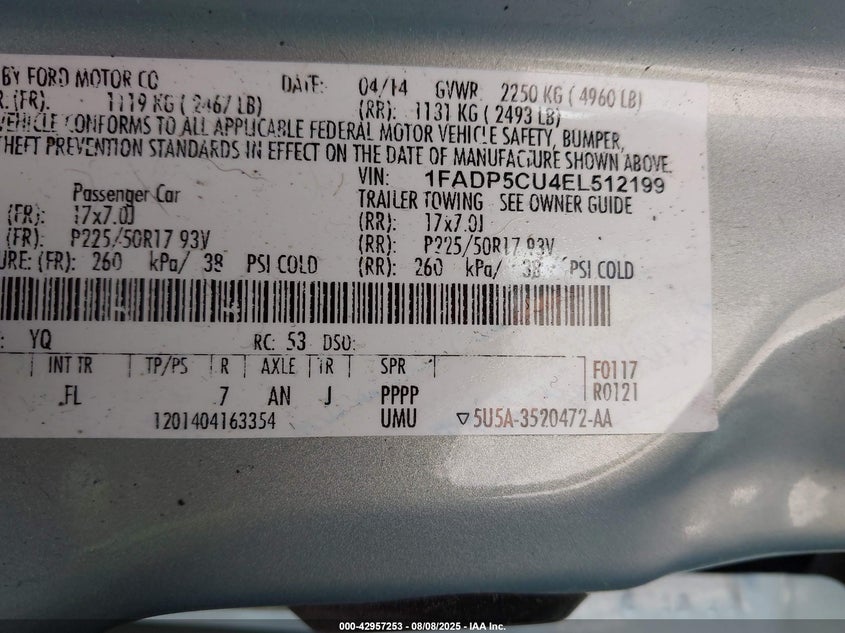 BY FORD MOTOR CO DATE: 04/14 GVWR 2250 KG ( 4960 LB)
R. (FR): 1119 KG ( 2467 LB) (RR): 1131 KG ( 2493 LB)
VEHICLE CONFORMS TO ALL APPLICABLE FEDERAL MOTOR VEHICLE SAFETY, BUMPER,
THEFT PREVENTION STANDARDS IN EFFECT ON THE DATE OF MANUFACTURE SHOWN ABOVE.
VIN: 1FADP5CU4EL512199
Passenger Car TRAILER TOWING - SEE OWNER GUIDE
(FR): 17x7.0J (RR): 17x7.0J
(FR): P225/50R17 93V (RR): P225/50R17 93V
URE: (FR): 260 kPa/ 38 PSI COLD (RR): 260 kPa/ 38 PSI COLD
: YQ RC: 53 DSO:
INT TR TP/PS R AXLE TR SPR F0117
FL 7 AN J PPPP R0121
1201404163354 UMU ▽5U5A-3520472-AA
000-42957253 - 08/08/2025 - IAA Inc.